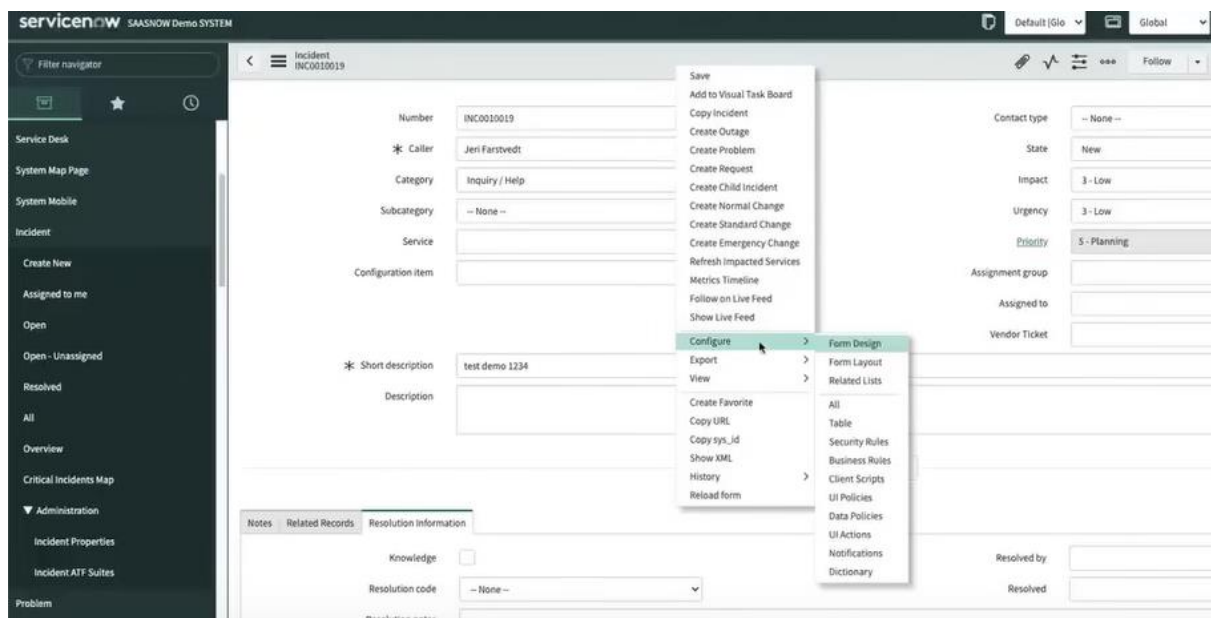 servicenow SAASNOW Demo SYSTEM
Default |Glo
Global
Filter navigator
Incident
INC0010019
Follow
Service Desk
System Map Page
System Mobile
Incident
Create New
Assigned to me
Open
Open - Unassigned
Resolved
All
Overview
Critical Incidents Map
Administration
Incident Properties
Incident ATF Suites
Problem
Number INC0010019
Caller Jeri Farstvedt
Category Inquiry / Help
Subcategory -- None --
Service
Configuration item
Short description test demo 1234
Description
Save
Add to Visual Task Board
Copy Incident
Create Outage
Create Problem
Create Request
Create Child Incident
Create Normal Change
Create Standard Change
Create Emergency Change
Refresh Impacted Services
Metrics Timeline
Follow on Live Feed
Show Live Feed
Configure
Export
View
Create Favorite
Copy URL
Copy sys_id
Show XML
History
Reload form
Form Design
Form Layout
Related Lists
All
Table
Security Rules
Business Rules
Client Scripts
UI Policies
Data Policies
UI Actions
Notifications
Dictionary
Contact type -- None --
State New
Impact 3 - Low
Urgency 3 - Low
Priority 5 - Planning
Assignment group
Assigned to
Vendor Ticket
Notes Related Records Resolution Information
Knowledge
Resolution code -- None --
Resolved by
Resolved